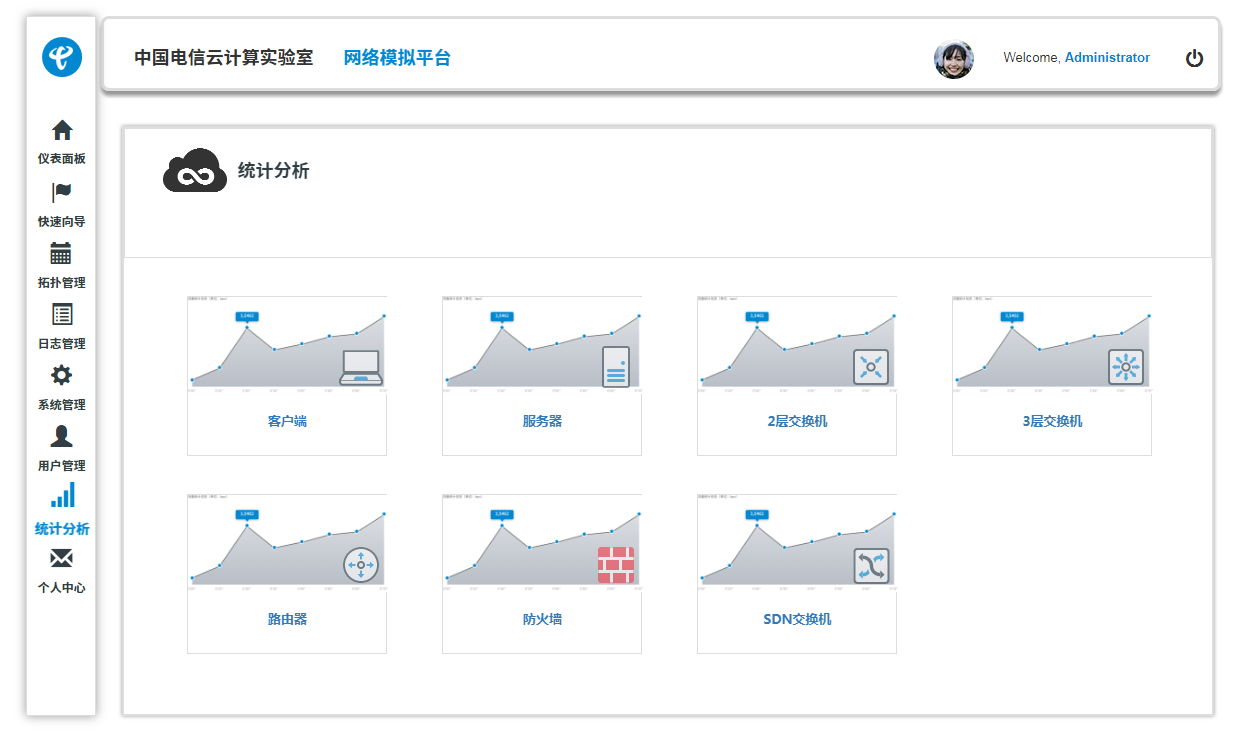 中国电信云计算实验室 网络模拟平台
Welcome, Administrator
仪表面板
快速向导
拓扑管理
日志管理
系统管理
用户管理
统计分析
个人中心
统计分析
客户端
服务器
2层交换机
3层交换机
路由器
防火墙
SDN交换机